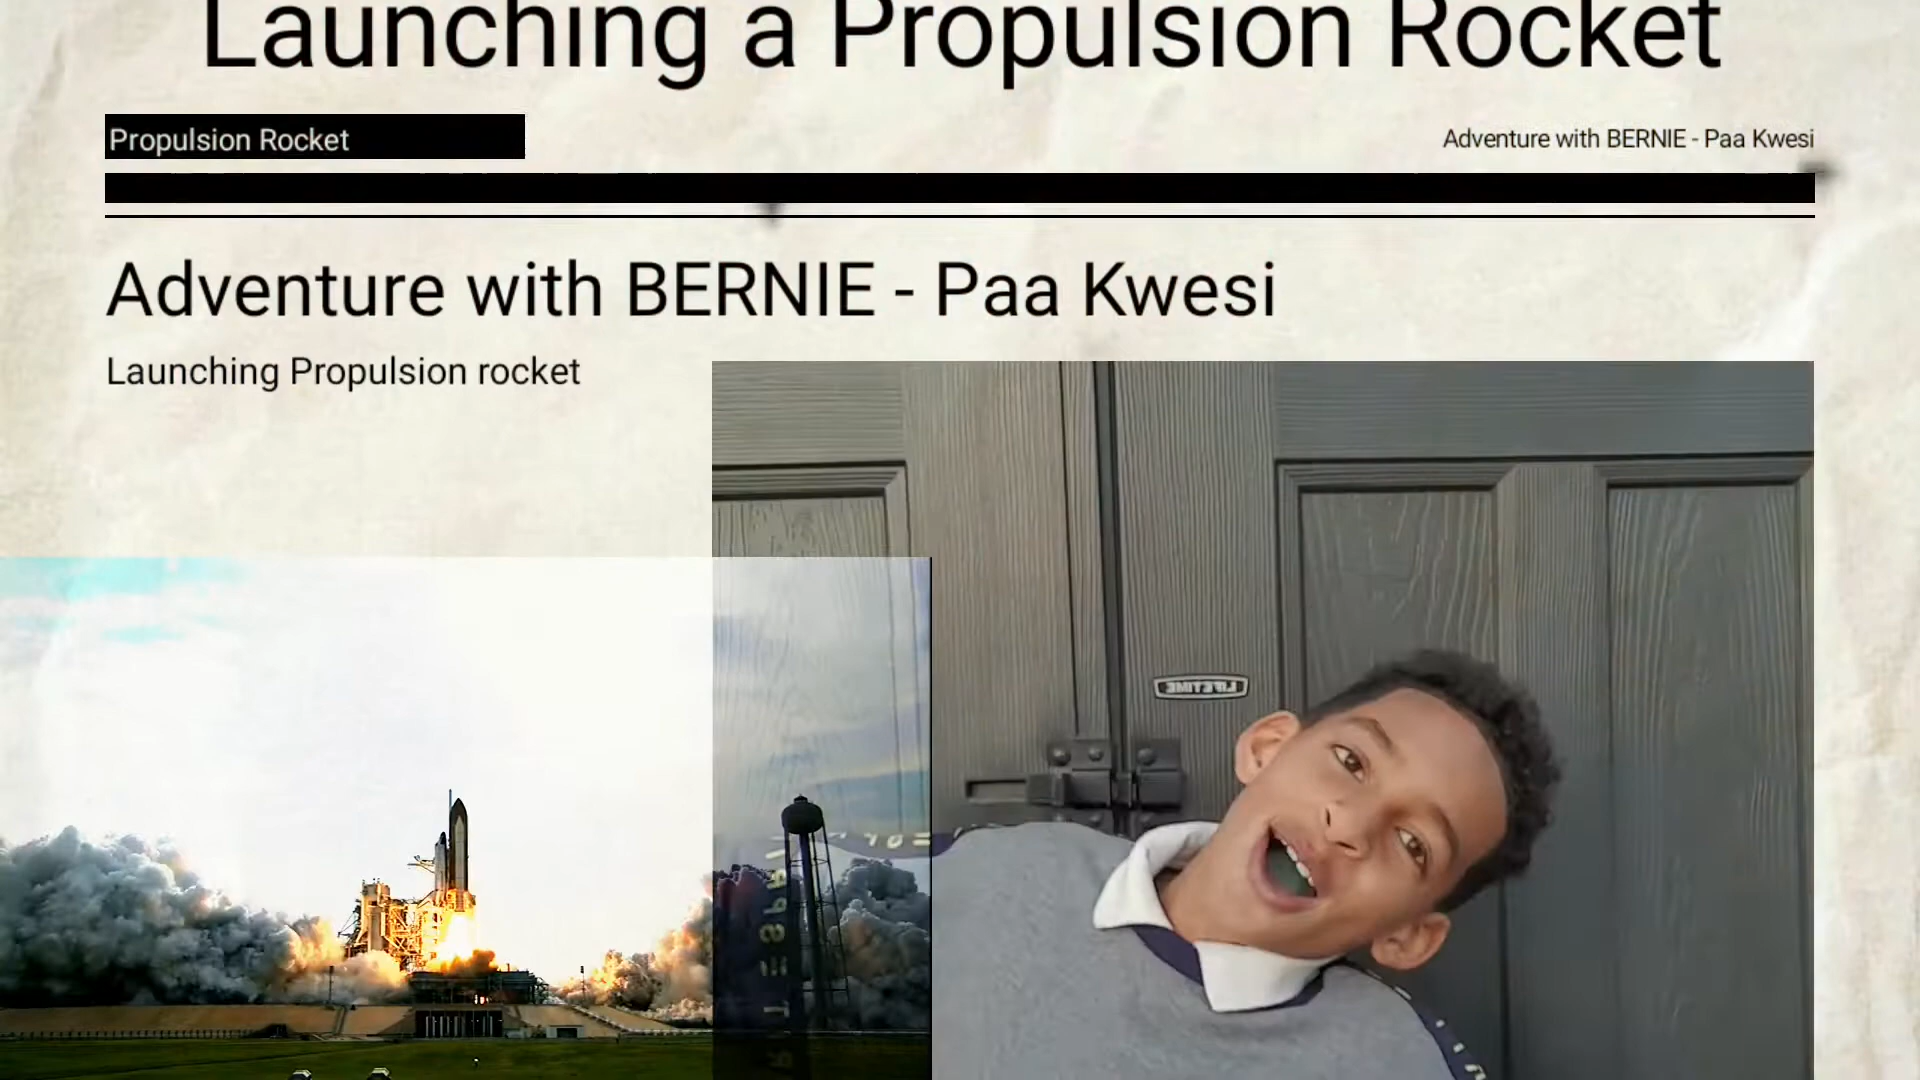 Launching a Propulsion Rocket
Propulsion Rocket
Adventure with BERNIE - Paa Kwesi
Adventure with BERNIE - Paa Kwesi
Launching Propulsion rocket
LIFETIME